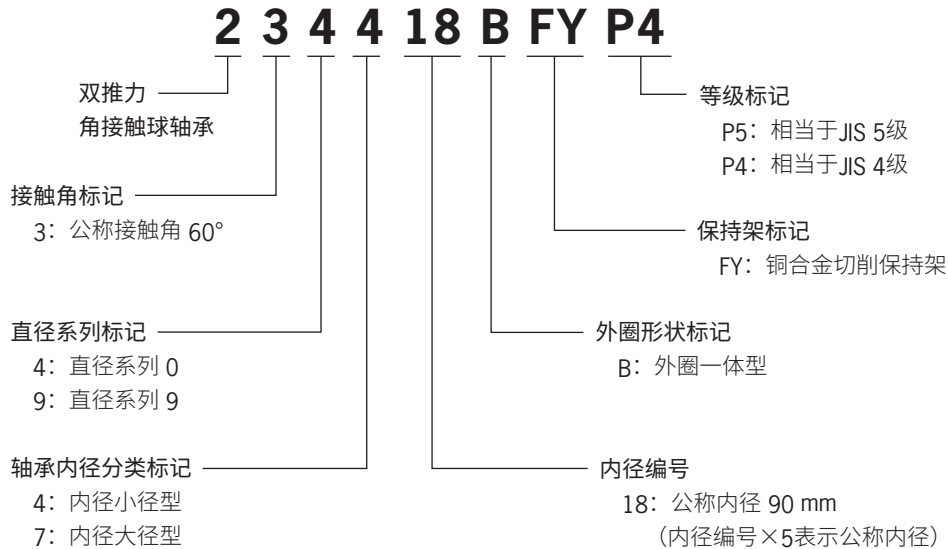 2 3 4 4 18 B FY P4
双推力
角接触球轴承
接触角标记
3：公称接触角 60°
直径系列标记
4：直径系列 0
9：直径系列 9
轴承内径分类标记
4：内径小径型
7：内径大径型
等级标记
P5：相当于JIS 5级
P4：相当于JIS 4级
保持架标记
FY：铜合金切削保持架
外圈形状标记
B：外圈一体型
内径编号
18：公称内径 90 mm
（内径编号×5表示公称内径）